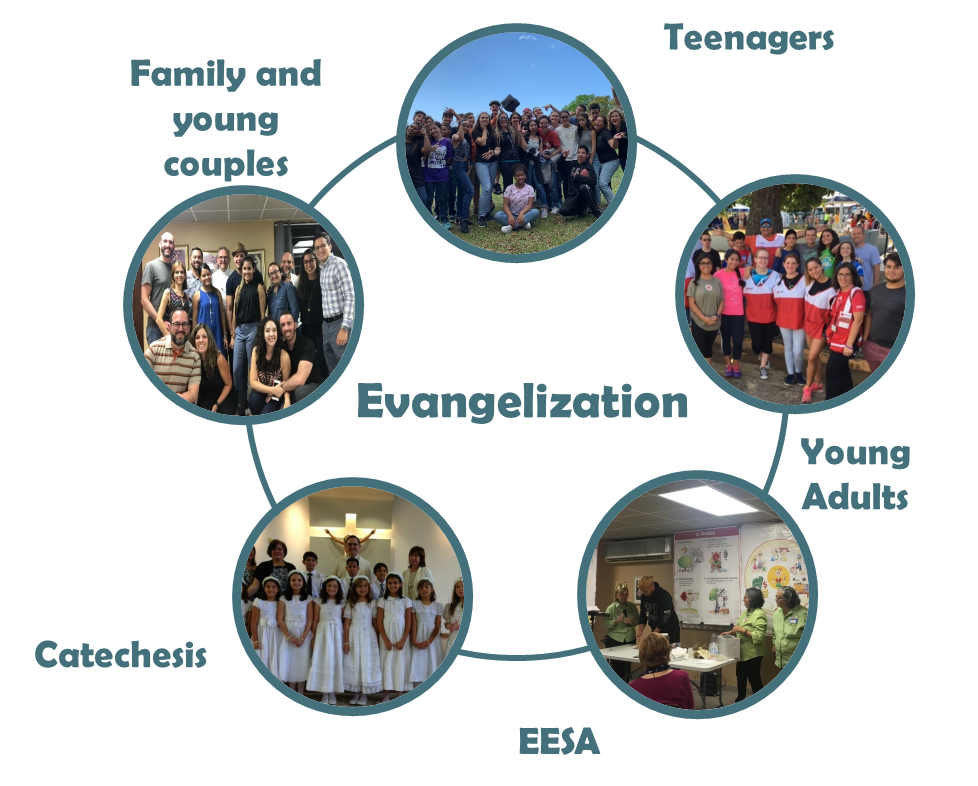 Teenagers
Family and
young
couples
Evangelization
Young
Adults
Catechesis
EESA